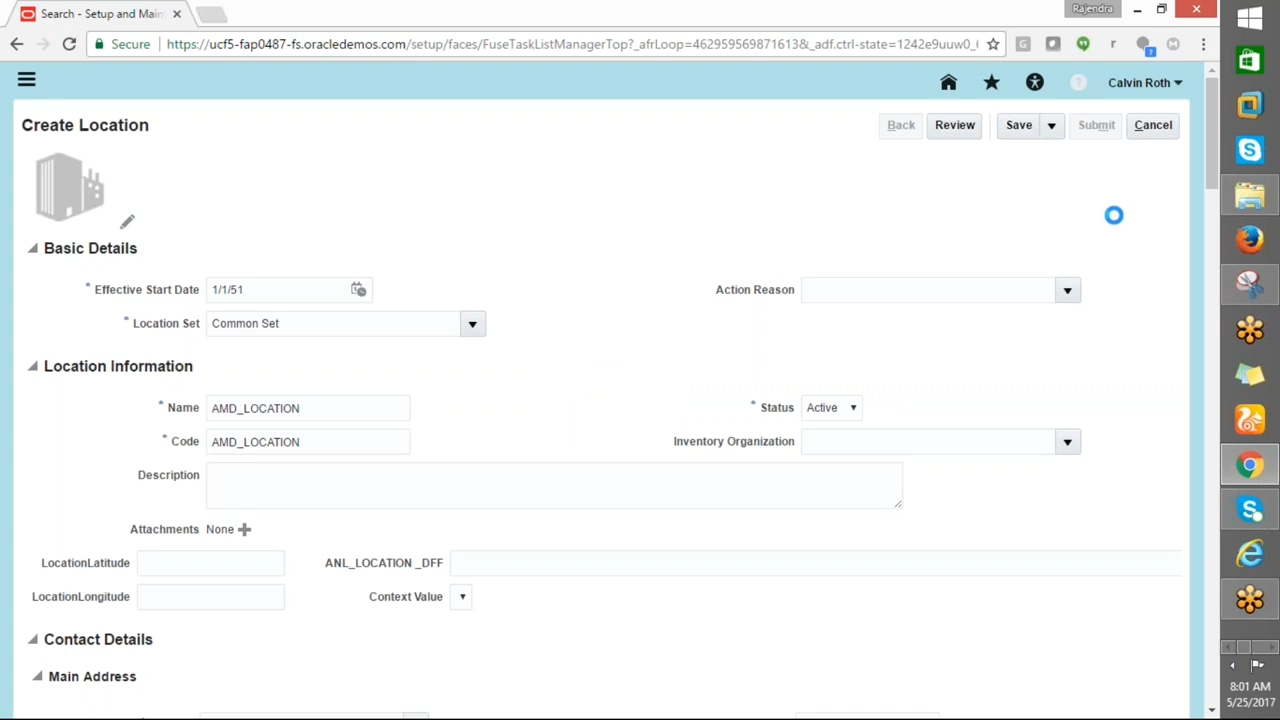 Search - Setup and Main
Rajendra
Secure
https://ucf5-fap0487-fs.oracledemos.com/setup/faces/FuseTaskListManagerTop?_afrLoop=462959569871613&_adf.ctrl-state=1242e9uuw0_
Calvin Roth
Create Location
Back
Review
Save
Submit
Cancel
Basic Details
* Effective Start Date 1/1/51
Action Reason
* Location Set Common Set
Location Information
* Name AMD_LOCATION
* Status Active
* Code AMD_LOCATION
Inventory Organization
Description
Attachments None
LocationLatitude
ANL_LOCATION _DFF
LocationLongitude
Context Value
Contact Details
Main Address
8:01 AM
5/25/2017